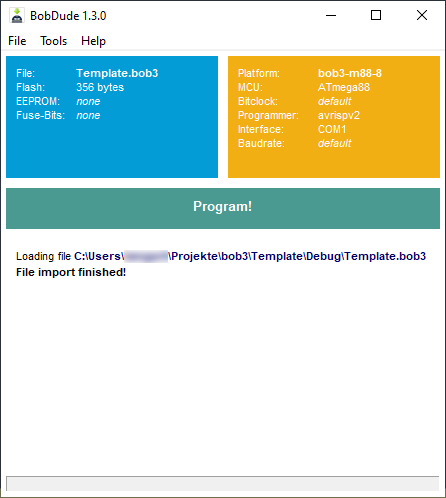 BobDude 1.3.0
File Tools Help
File: Template.bob3
Flash: 356 bytes
EEPROM: none
Fuse-Bits: none
Platform: bob3-m88-8
MCU: ATmega88
Bitclock: default
Programmer: avrispv2
Interface: COM1
Baudrate: default
Program!
Loading file C:\Users\ \Projekte\bob3\Template\Debug\Template.bob3
File import finished!